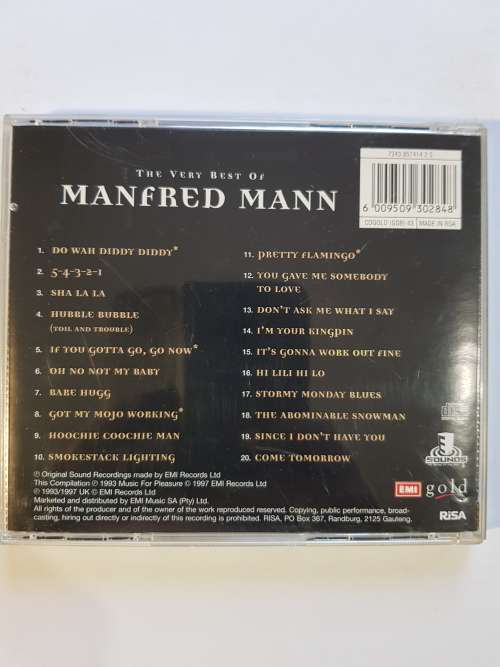 7243 857414 2 5
6 009509 302848
CDGOLD (GDB) 43 MADE IN RSA
THE VERY BEST OF
MANFRED MANN
1. DO WAH DIDDY DIDDY*
2. 5-4-3-2-1
3. SHA LA LA
4. HUBBLE BUBBLE
(TOIL AND TROUBLE)
5. IF YOU GOTTA GO, GO NOW*
6. OH NO NOT MY BABY
7. BABE HUGG
8. GOT MY MOJO WORKING*
9. HOOCHIE COOCHIE MAN
10. SMOKESTACK LIGHTING
11. PRETTY FLAMINGO*
12. YOU GAVE ME SOMEBODY
TO LOVE
13. DON'T ASK ME WHAT I SAY
14. I'M YOUR KINGPIN
15. IT'S GONNA WORK OUT FINE
16. HI LILI HI LO
17. STORMY MONDAY BLUES
18. THE ABOMINABLE SNOWMAN
19. SINCE I DON'T HAVE YOU
20. COME TOMORROW
SOUNDS
℗ Original Sound Recordings made by EMI Records Ltd
This Compilation ℗ 1993 Music For Pleasure © 1997 EMI Records Ltd
℗ 1993/1997 UK © EMI Records Ltd
Marketed and distributed by EMI Music SA (Pty) Ltd.
All rights of the producer and of the owner of the work reproduced reserved. Copying, public performance, broad-
casting, hiring out directly or indirectly of this recording is prohibited. RISA, PO Box 367, Randburg, 2125 Gauteng.
EMI gold
RiSA